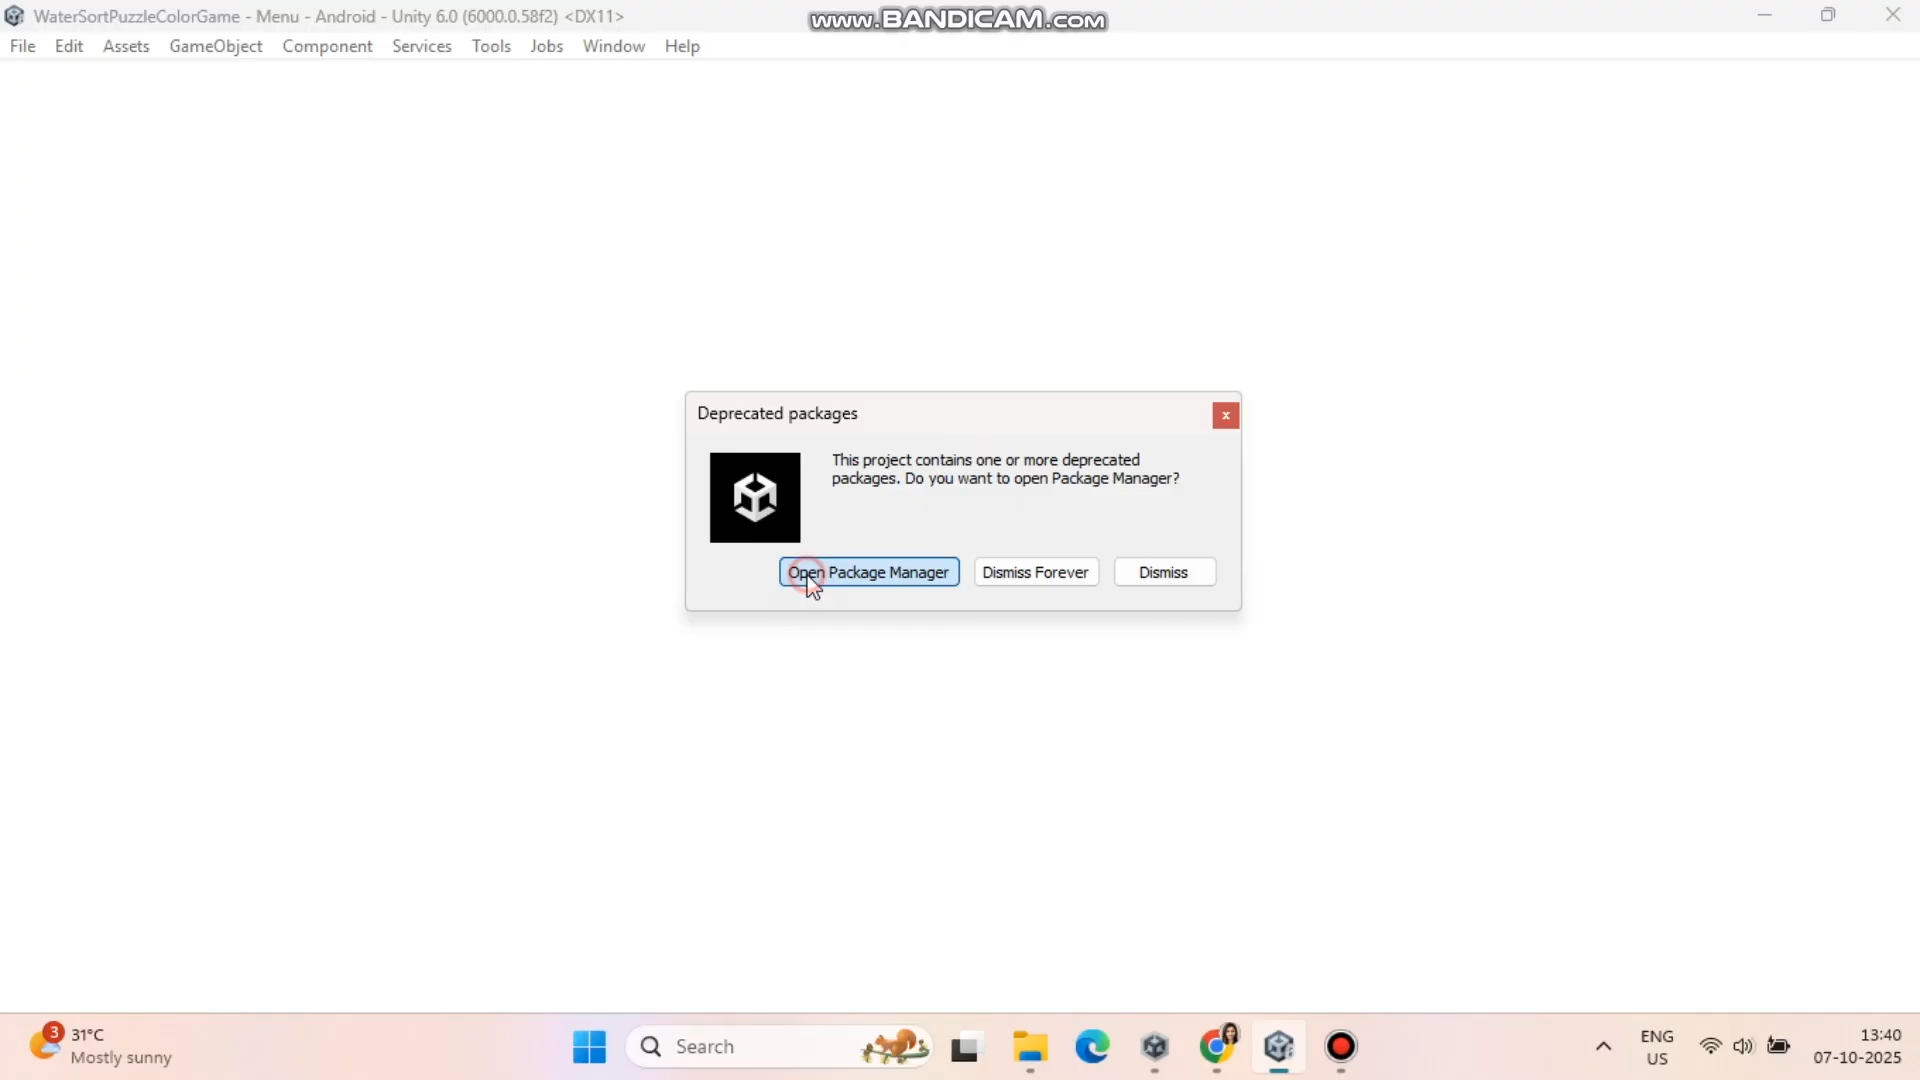 WaterSortPuzzleColorGame - Menu - Android - Unity 6.0 (6000.0.58f2) <DX11>
www.BANDICAM.com
File Edit Assets GameObject Component Services Tools Jobs Window Help
Deprecated packages
x
This project contains one or more deprecated
packages. Do you want to open Package Manager?
Open Package Manager Dismiss Forever Dismiss
3
31°C
Mostly sunny
Search
ENG
US
13:40
07-10-2025